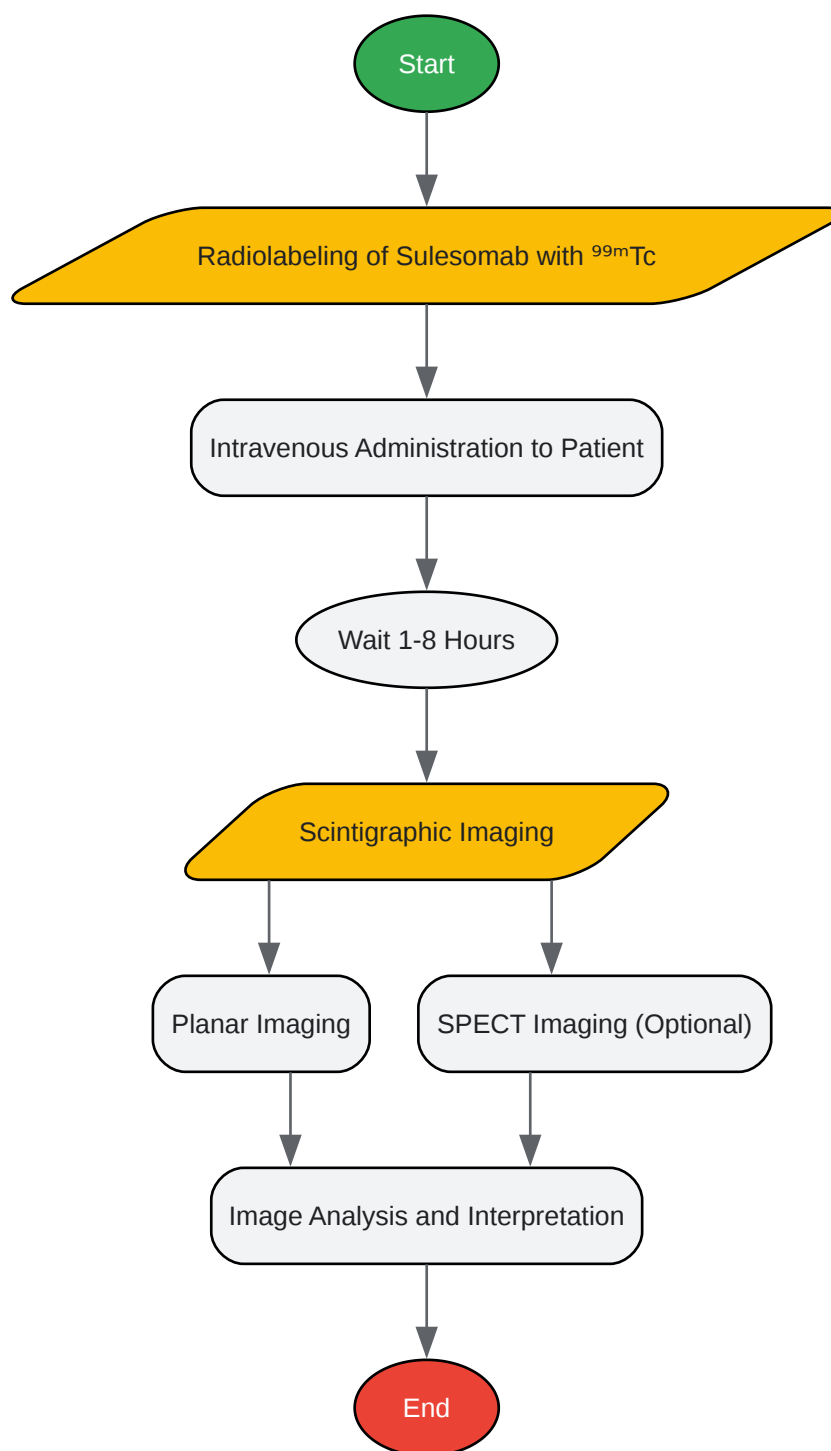 Start
Radiolabeling of Sulesomab with ⁹⁹ᵐTc
Intravenous Administration to Patient
Wait 1-8 Hours
Scintigraphic Imaging
Planar Imaging
SPECT Imaging (Optional)
Image Analysis and Interpretation
End